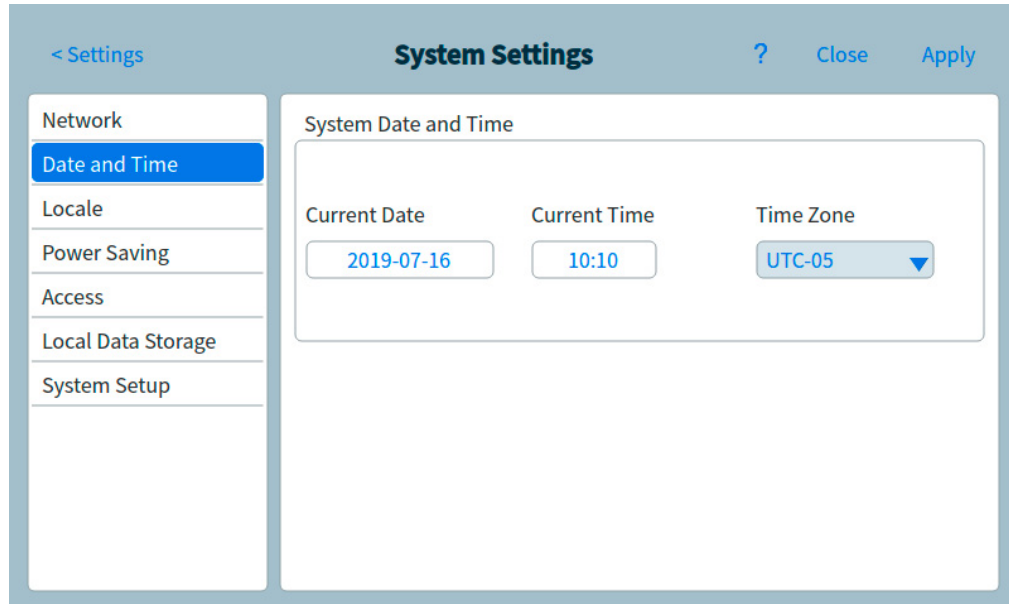 < Settings System Settings ? Close Apply
Network
Date and Time
Locale
Power Saving
Access
Local Data Storage
System Setup
System Date and Time
Current Date Current Time Time Zone
2019-07-16 10:10 UTC-05